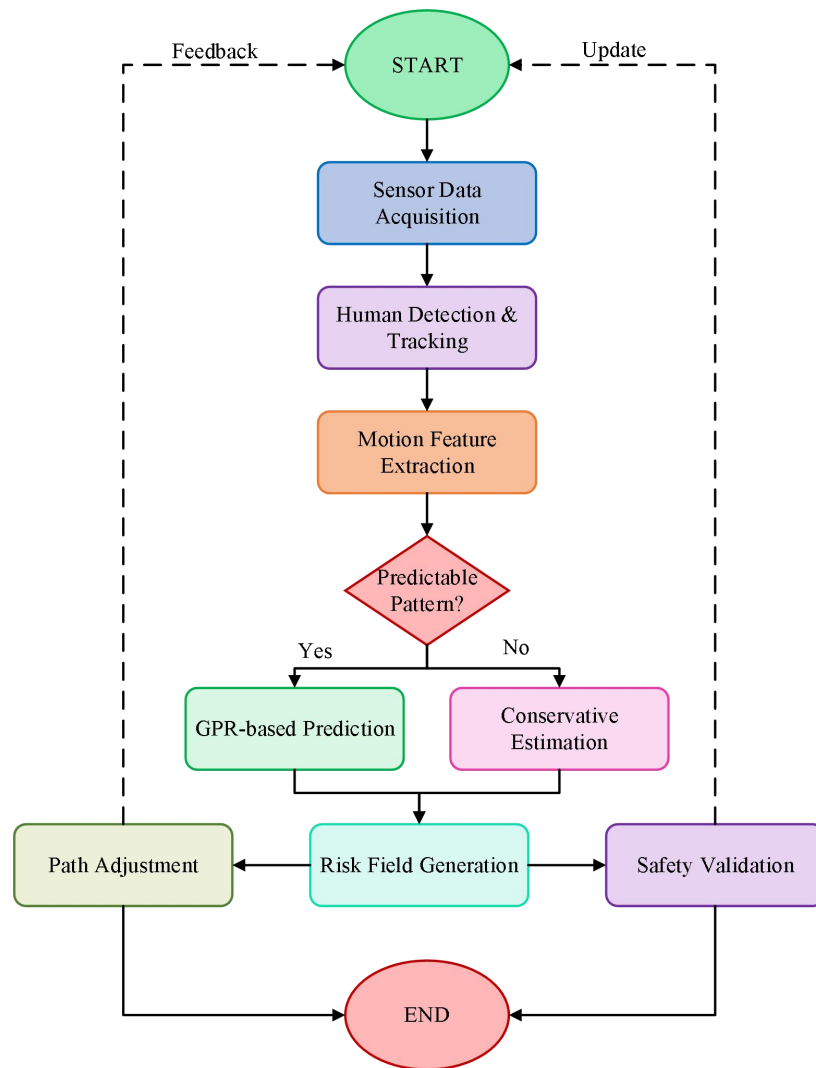 Feedback
Update
START
Sensor Data
Acquisition
Human Detection &
Tracking
Motion Feature
Extraction
Predictable
Pattern?
Yes
No
GPR-based Prediction
Conservative
Estimation
Path Adjustment
Risk Field Generation
Safety Validation
END